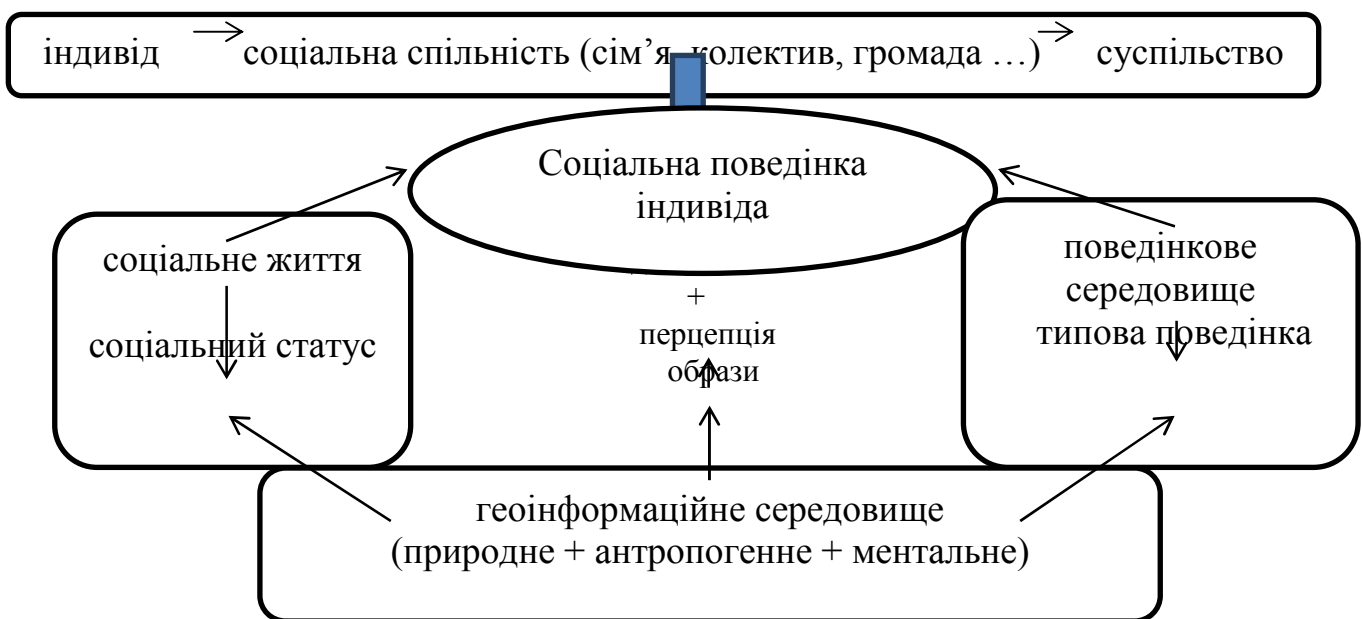 індивід → соціальна спільність (сім’я, колектив, громада …) → суспільство
Соціальна поведінка
індивіда
соціальне життя
соціальний статус
+
перцепція
образи
поведінкове
середовище
типова поведінка
геоінформаційне середовище
(природне + антропогенне + ментальне)